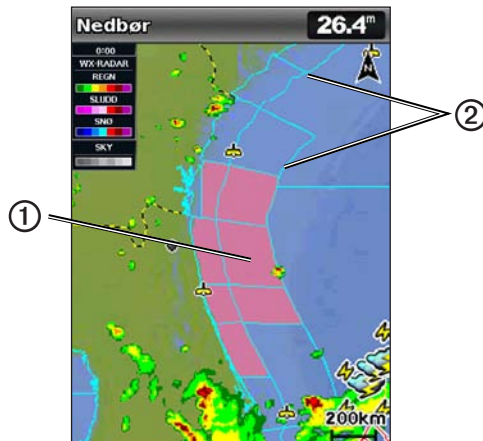 Nedbør
26.4m
0:00
WX-RADAR
REGN
SLUDD
SNØ
SKY
N
①
②
200km